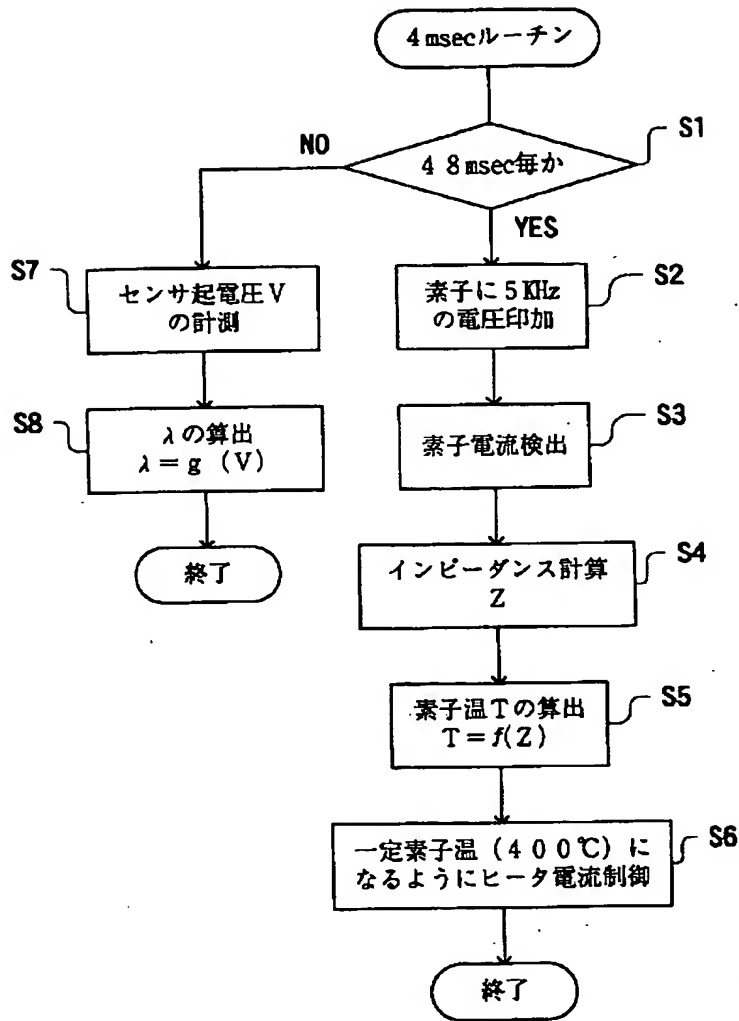 4msecルーチン
S1
NO
48msec毎か
YES
S7
センサ起電圧V
の計測
S2
素子に5KHz
の電圧印加
S8
λの算出
λ=g (V)
S3
素子電流検出
終了
S4
インピーダンス計算
Z
S5
素子温Tの算出
T=f(Z)
S6
一定素子温(400℃)に
なるようにヒータ電流制御
終了